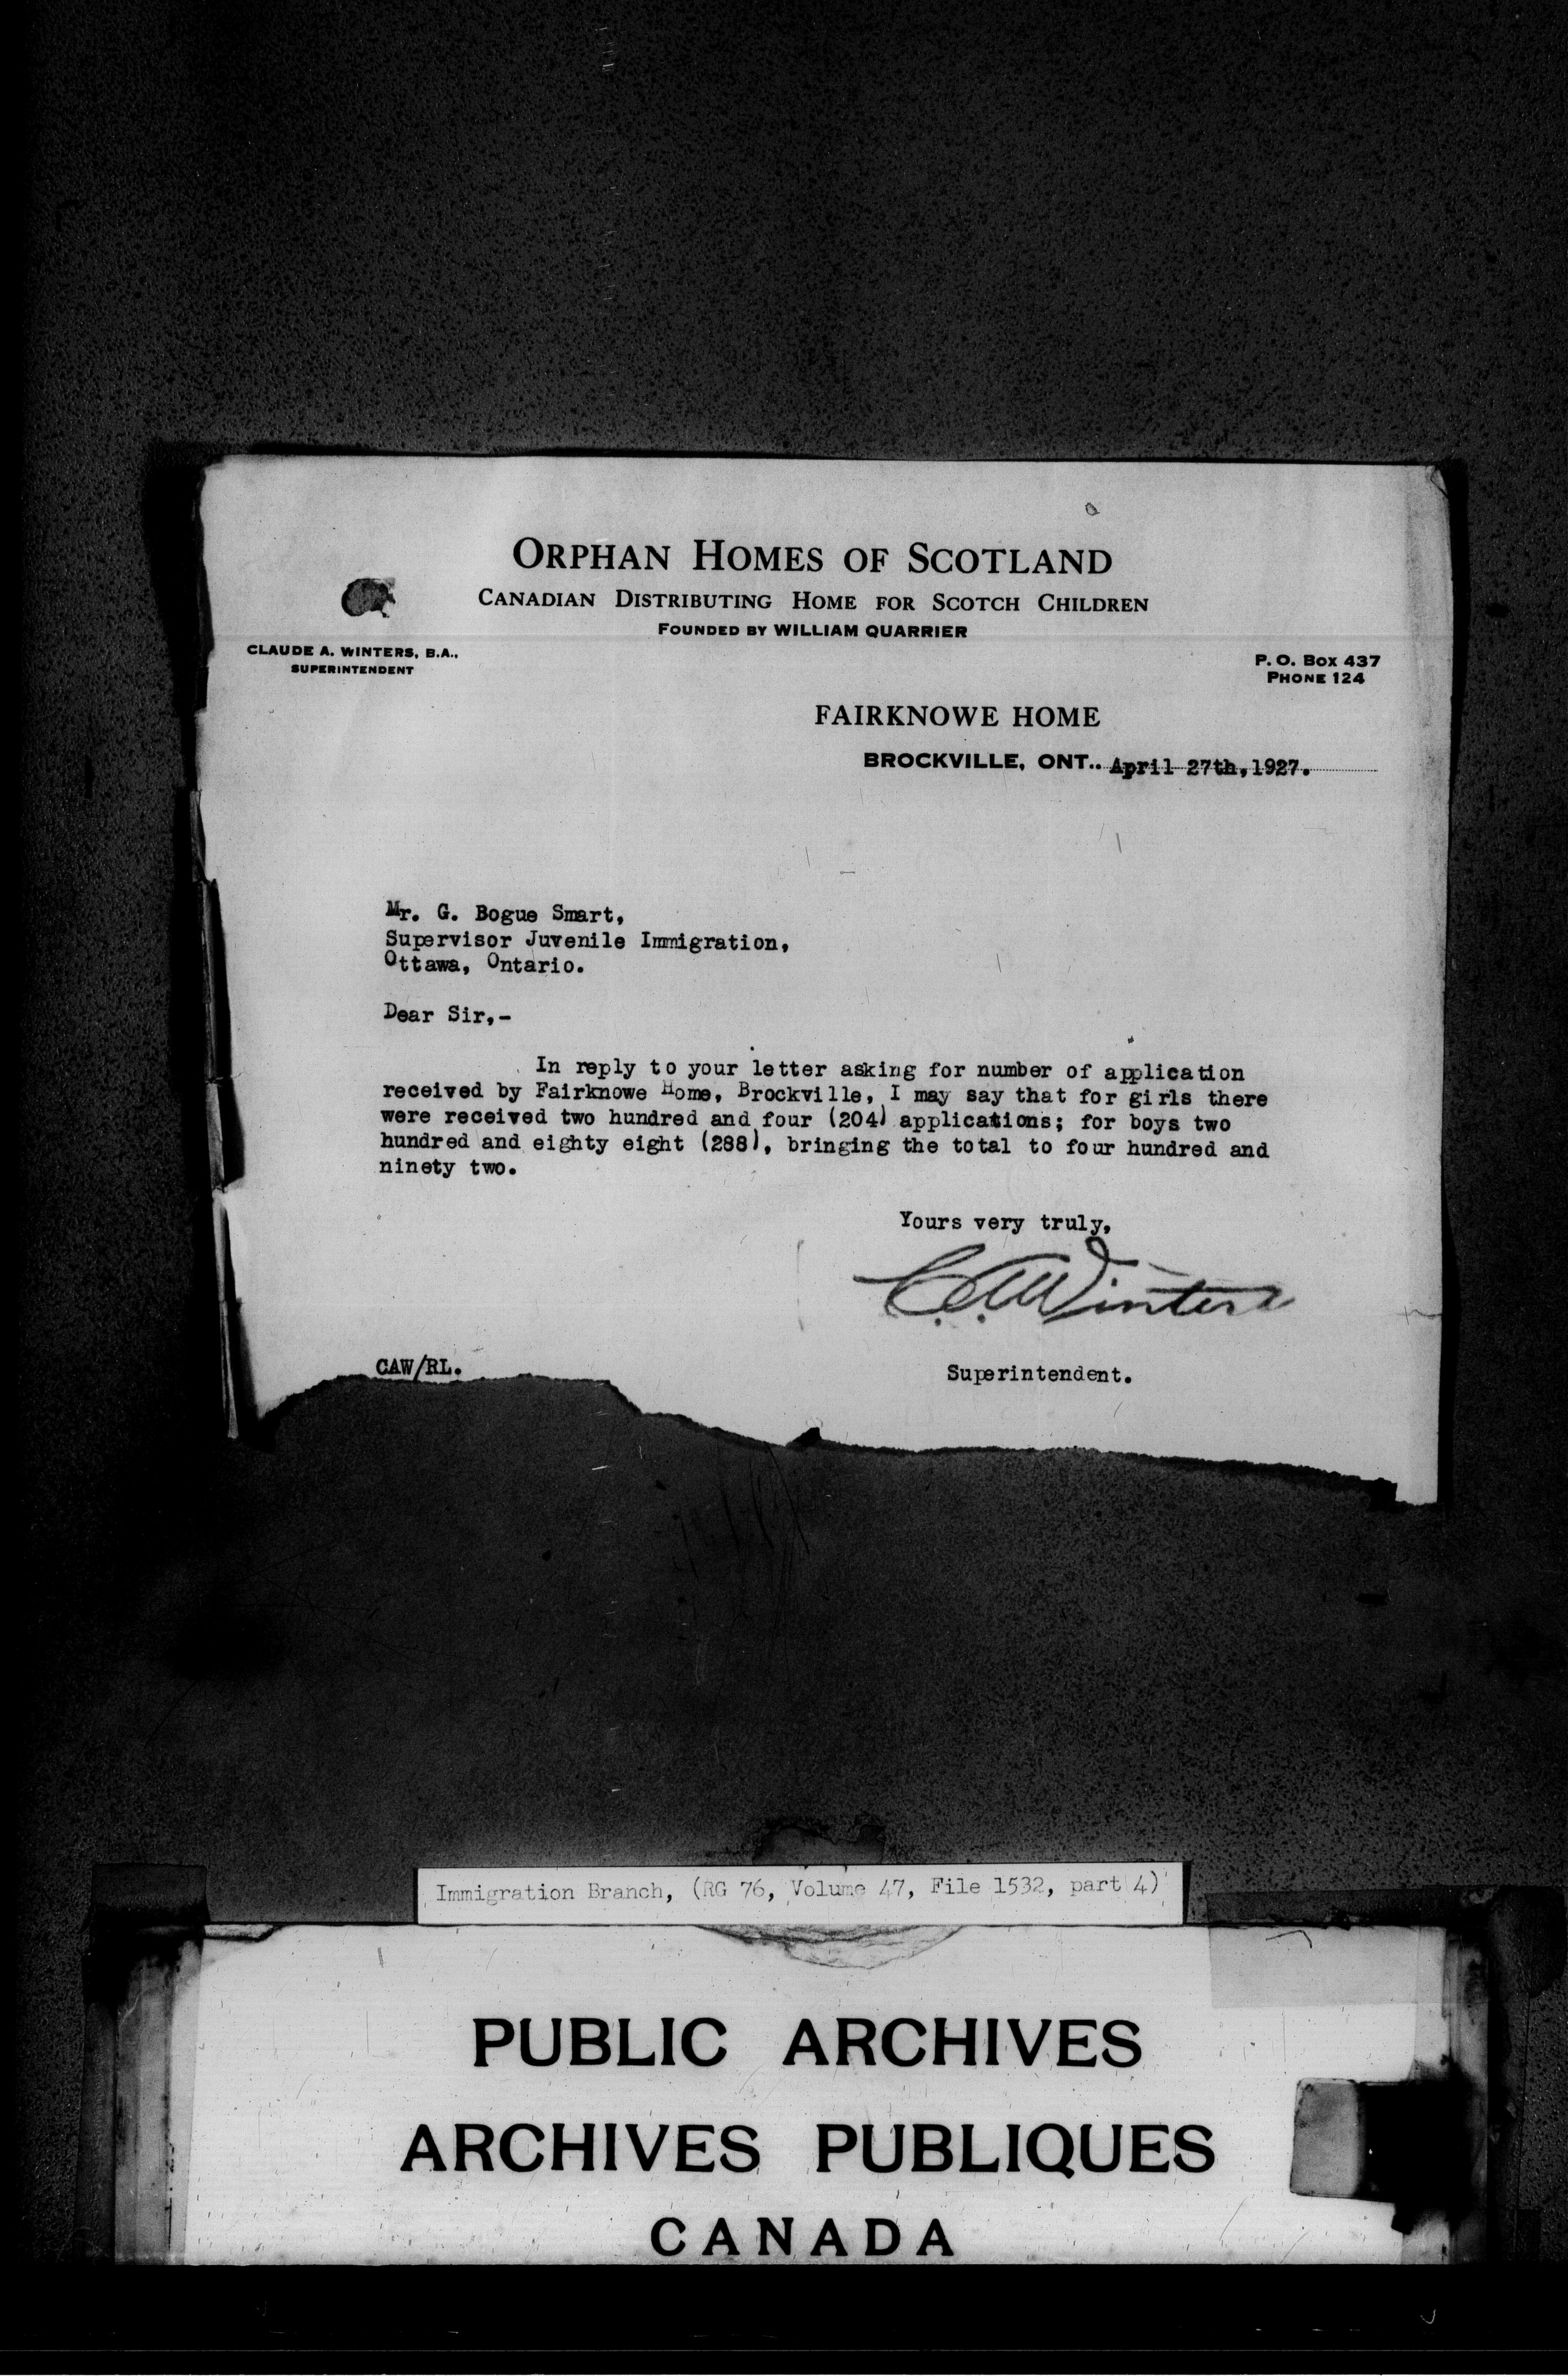 ORPHAN HOMES OF SCOTLAND
CANADIAN DISTRIBUTING HOME FOR SCOTCH CHILDREN
FOUNDED BY WILLIAM QUARRIER
CLAUDE A. WINTERS, B.A.,
SUPERINTENDENT
P. O. BOX 437
PHONE 124
FAIRKNOWE HOME
BROCKVILLE, ONT., April 27th, 1927.
Mr. G. Bogue Smart,
Supervisor Juvenile Immigration,
Ottawa, Ontario.
Dear Sir,-
In reply to your letter asking for number of application
received by Fairknowe Home, Brockville, I may say that for girls there
were received two hundred and four (204) applications; for boys two
hundred and eighty eight (288), bringing the total to four hundred and
ninety two.
Yours very truly,
C. A. Winters
CAW/RL.
Superintendent.
Immigration Branch, (RG 76, Volume 47, File 1532, part 4)
PUBLIC ARCHIVES
ARCHIVES PUBLIQUES
CANADA